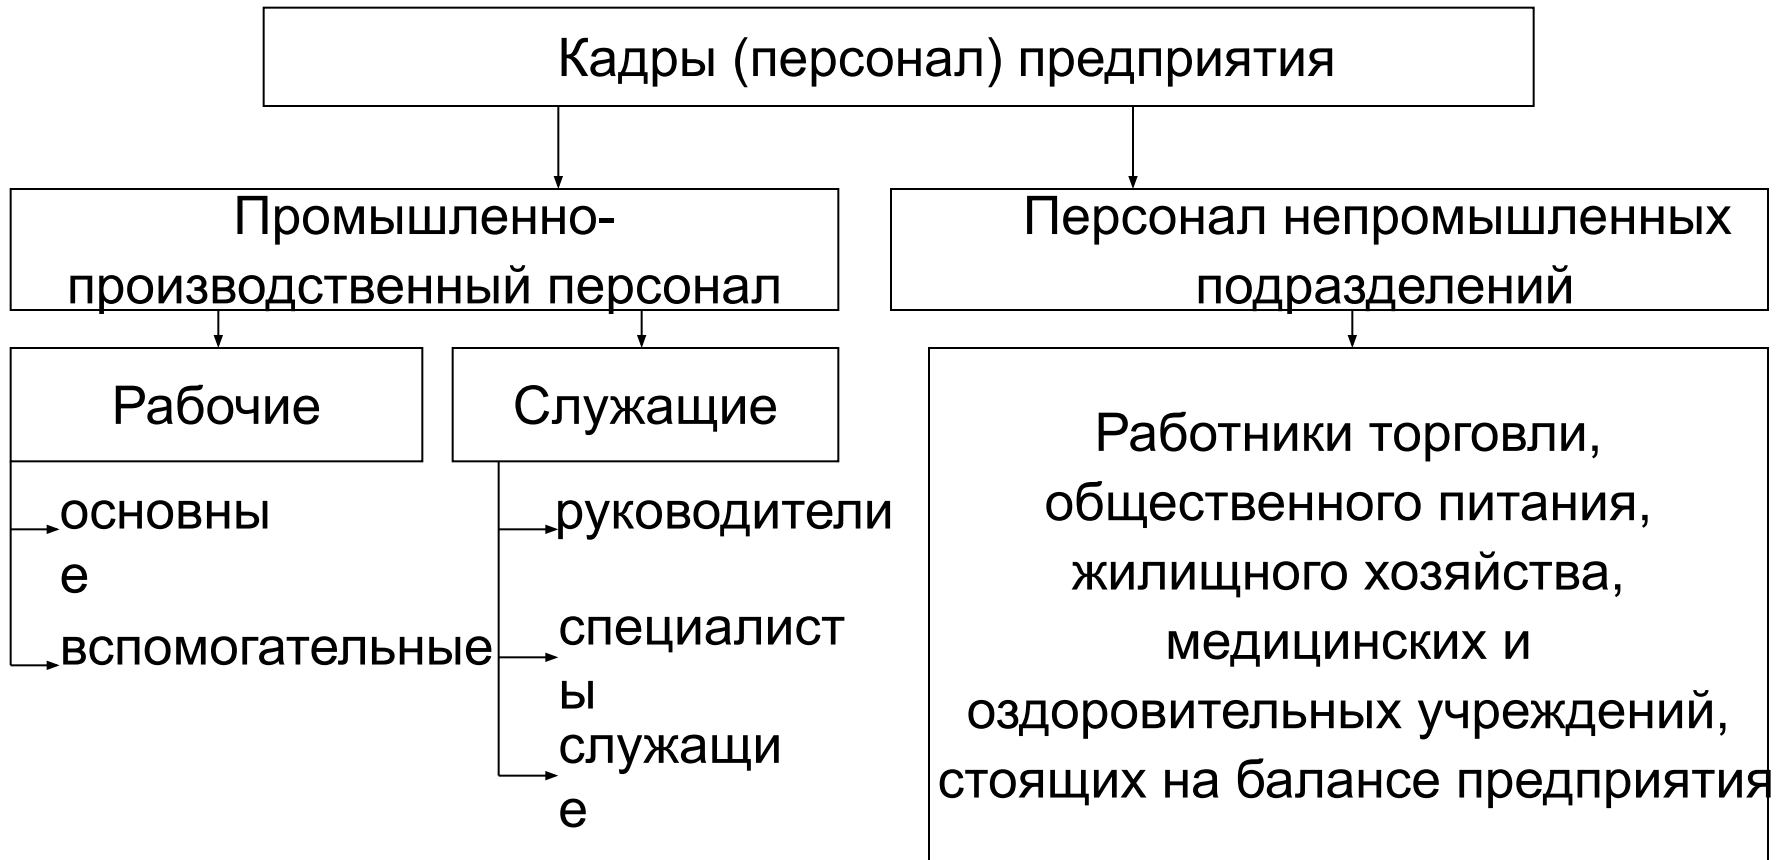 Кадры (персонал) предприятия
Промышленно-
производственный персонал
Персонал непромышленных
подразделений
Рабочие
Служащие
основны
е
вспомогательные
руководители
специалист
ы
служащи
е
Работники торговли,
общественного питания,
жилищного хозяйства,
медицинских и
оздоровительных учреждений,
стоящих на балансе предприятия